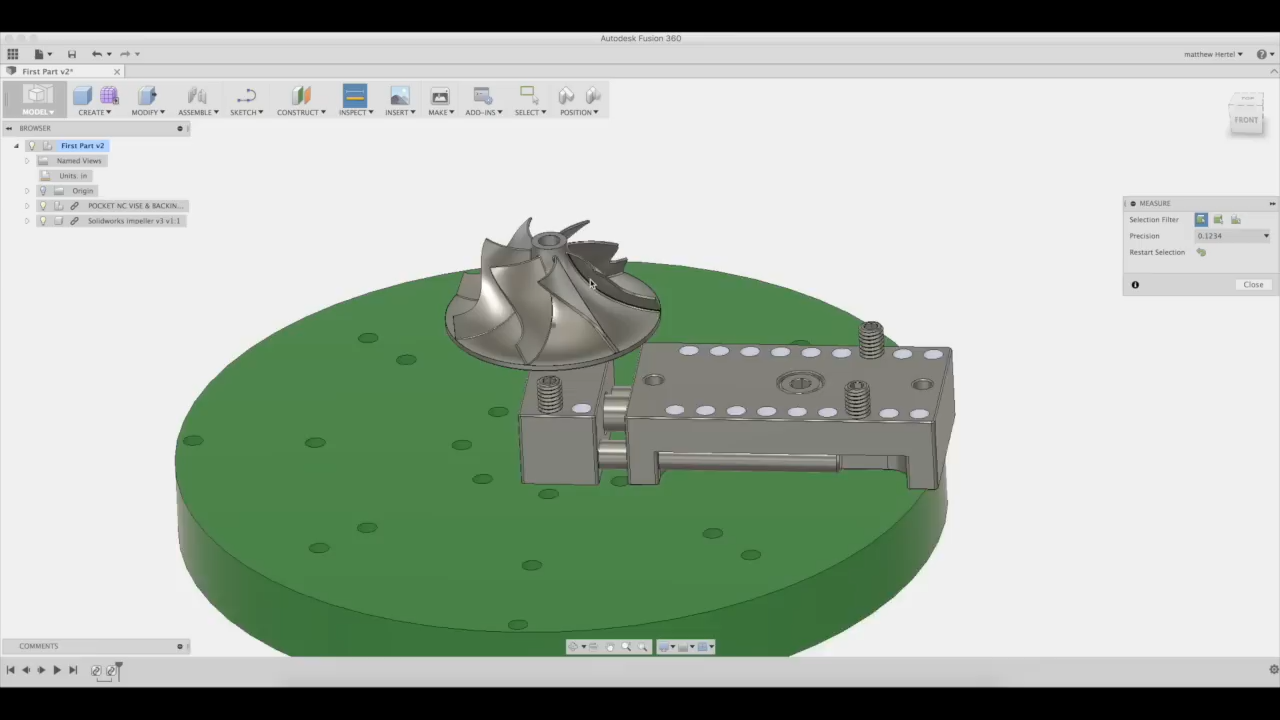 Autodesk Fusion 360
matthew Hertel
First Part v2*
MODEL
CREATE
MODIFY
ASSEMBLE
SKETCH
CONSTRUCT
INSPECT
INSERT
MAKE
ADD-INS
SELECT
POSITION
TOP
FRONT
BROWSER
First Part v2
Named Views
Units: in
Origin
POCKET NC VISE & BACKIN...
Solidworks Impeller v3 v1:1
MEASURE
Selection Filter
Precision 0.1234
Restart Selection
Close
COMMENTS